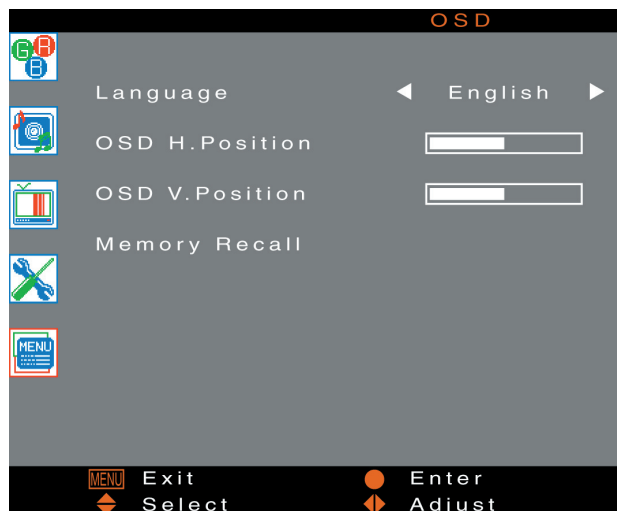 OSD
G R B
Language English
OSD H.Position
OSD V.Position
Memory Recall
MENU
MENU Exit Enter
Select Adjust